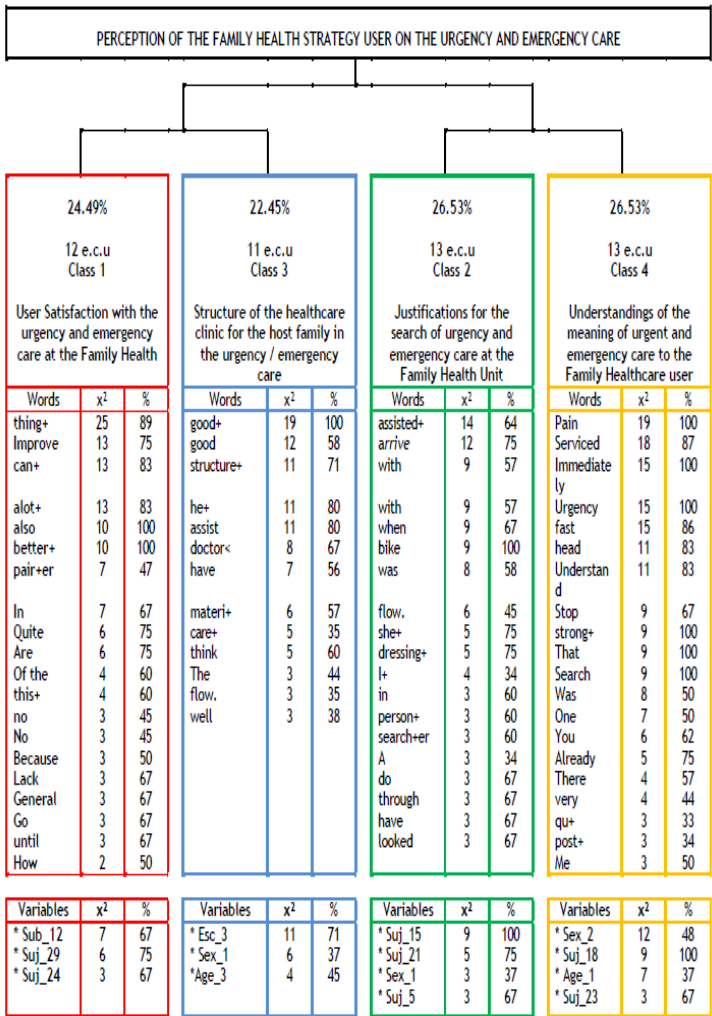 PERCEPTION OF THE FAMILY HEALTH STRATEGY USER ON THE URGENCY AND EMERGENCY CARE
24.49%
12 e.c.u
Class 1
User Satisfaction with the
urgency and emergency
care at the Family Health
Words x² %
thing+ 25 89
Improve 13 75
can+ 13 83
alot+ 13 83
also 10 100
better+ 10 100
pair+er 7 47
In 7 67
Quite 6 75
Are 6 75
Of the 4 60
this+ 4 60
no 3 45
No 3 45
Because 3 50
Lack 3 67
General 3 67
Go 3 67
until 3 67
How 2 50
Variables x² %
* Sub_12 7 67
* Suj_29 6 75
* Suj_24 3 67
22.45%
11 e.c.u
Class 3
Structure of the healthcare
clinic for the host family in
the urgency / emergency
care
Words x² %
good+ 19 100
good 12 58
structure+ 11 71
he+ 11 80
assist 11 80
doctor< 8 67
have 7 56
materi+ 6 57
care+ 5 35
think 5 60
The 3 44
flow. 3 35
well 3 38
Variables x² %
* Esc_3 11 71
* Sex_1 6 37
*Age_3 4 45
26.53%
13 e.c.u
Class 2
Justifications for the
search of urgency and
emergency care at the
Family Health Unit
Words x² %
assisted+ 14 64
arrive 12 75
with 9 57
with 9 57
when 9 67
bike 9 100
was 8 58
flow. 6 45
she+ 5 75
dressing+ 5 75
I+ 4 34
in 3 60
person+ 3 60
search+er 3 60
A 3 34
do 3 67
through 3 67
have 3 67
looked 3 67
Variables x² %
* Suj_15 9 100
* Suj_21 5 75
* Sex_1 3 37
* Suj_5 3 67
26.53%
13 e.c.u
Class 4
Understandings of the
meaning of urgent and
emergency care to the
Family Healthcare user
Words x² %
Pain 19 100
Serviced 18 87
Immediate 15 100
ly
Urgency 15 100
fast 15 86
head 11 83
Understan 11 83
d
Stop 9 67
strong+ 9 100
That 9 100
Search 9 100
Was 8 50
One 7 50
You 6 62
Already 5 75
There 4 57
very 4 44
qu+ 3 33
post+ 3 34
Me 3 50
Variables x² %
* Sex_2 12 48
* Suj_18 9 100
* Age_1 7 37
* Suj_23 3 67